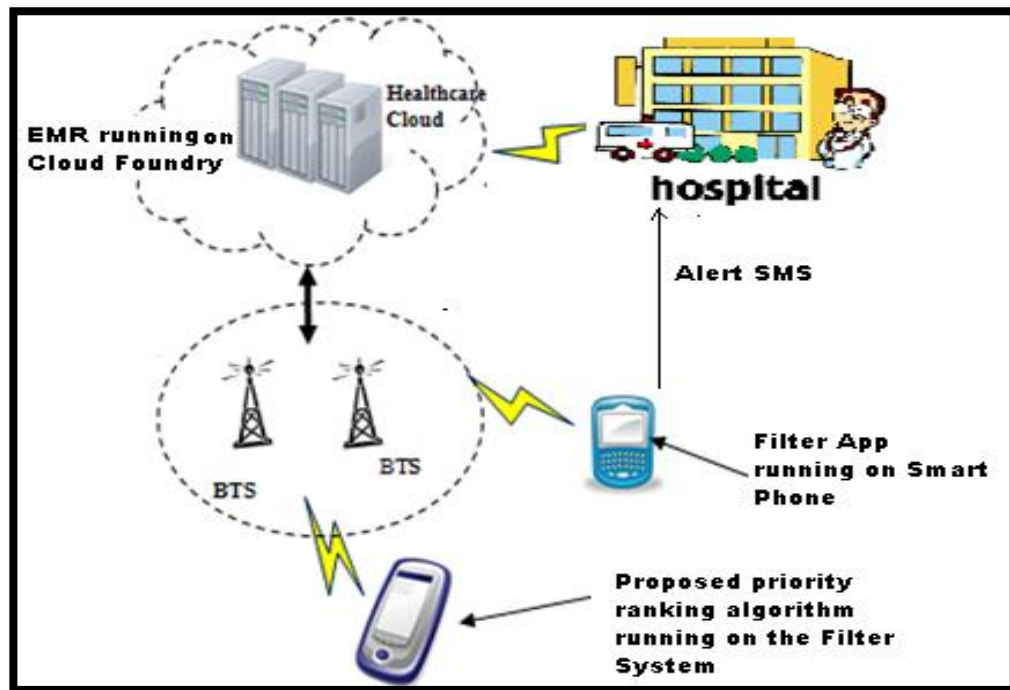 Healthcare
Cloud
EMR running on
Cloud Foundry
hospital
Alert SMS
BTS
BTS
Filter App
running on Smart
Phone
Proposed priority
ranking algorithm
running on the Filter
System